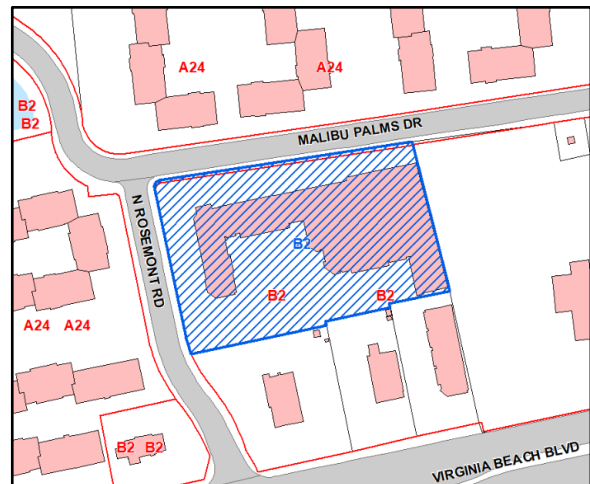 A24
A24
B2
B2
MALIBU PALMS DR
N ROSEMONT RD
B2
B2
B2
A24
A24
B2
B2
VIRGINIA BEACH BLVD